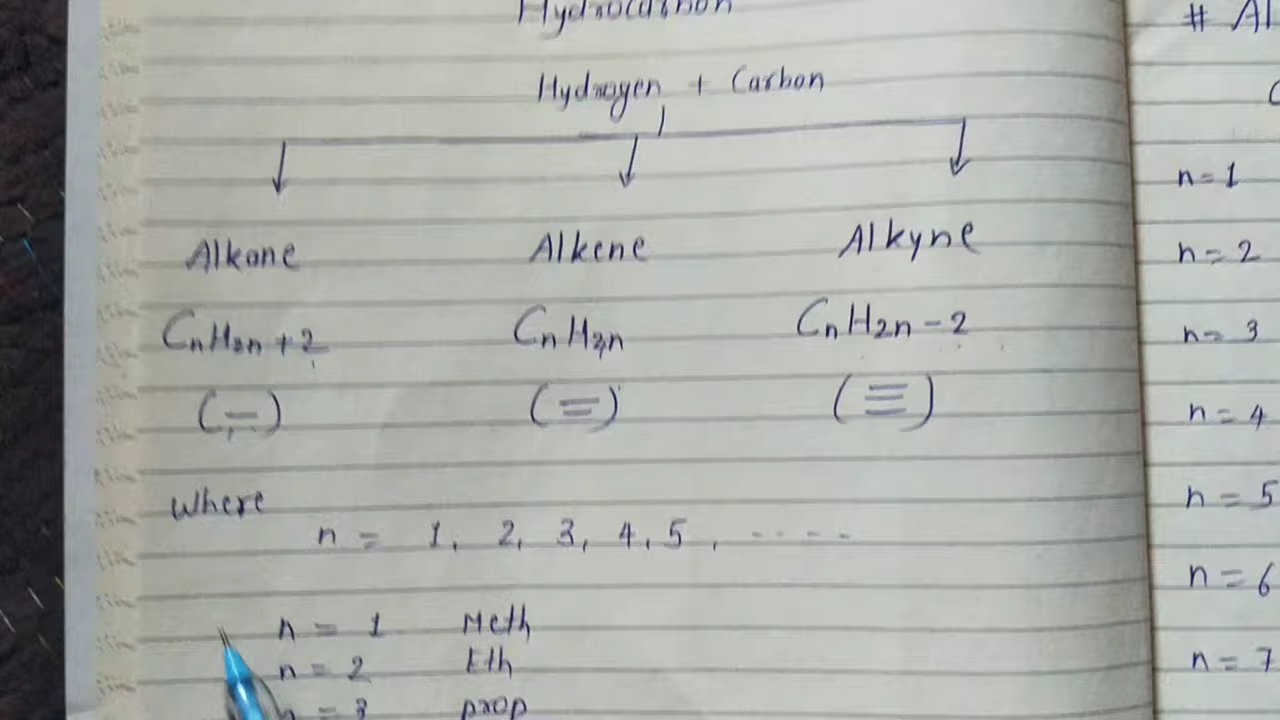 Hydrocarbon
Hydrogen + Carbon
Alkane Alkene Alkyne
CnH2n+2 CnH2n CnH2n-2
(-) (=) (≡)
where
n = 1, 2, 3, 4, 5, - - - -
n = 1 Meth
n = 2 Eth
n = 3 prop
# Al
n = 1
n = 2
n = 3
n = 4
n = 5
n = 6
n = 7